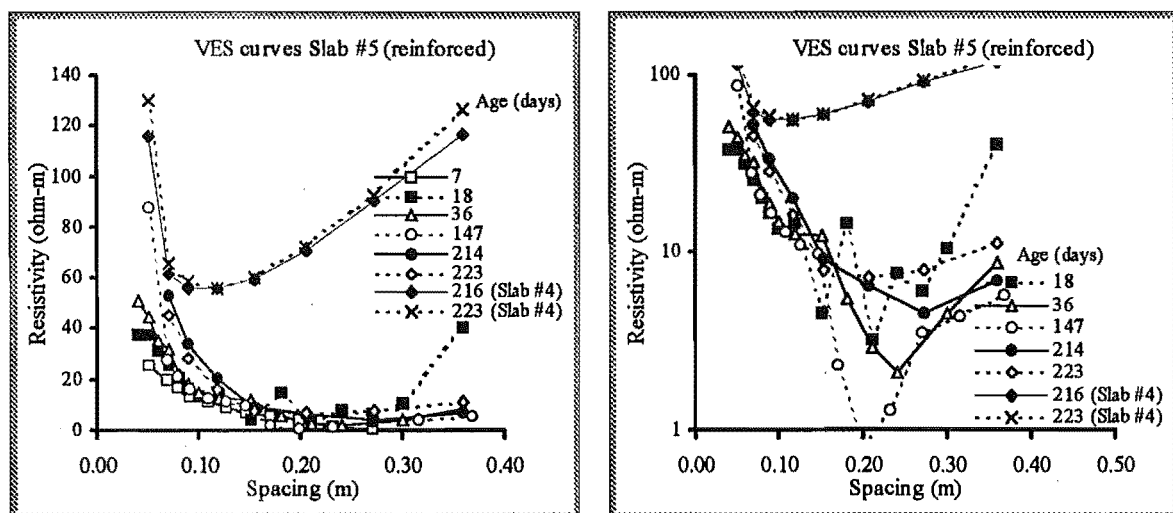 VES curves Slab #5 (reinforced)
Resistivity (ohm-m)
140
120
100
80
60
40
20
0
0.00
0.10
0.20
0.30
0.40
Spacing (m)
Age (days)
7
18
36
147
214
223
216 (Slab #4)
223 (Slab #4)
VES curves Slab #5 (reinforced)
Resistivity (ohm-m)
100
10
1
0.00
0.10
0.20
0.30
0.40
0.50
Spacing (m)
Age (days)
18
36
147
214
223
216 (Slab #4)
223 (Slab #4)